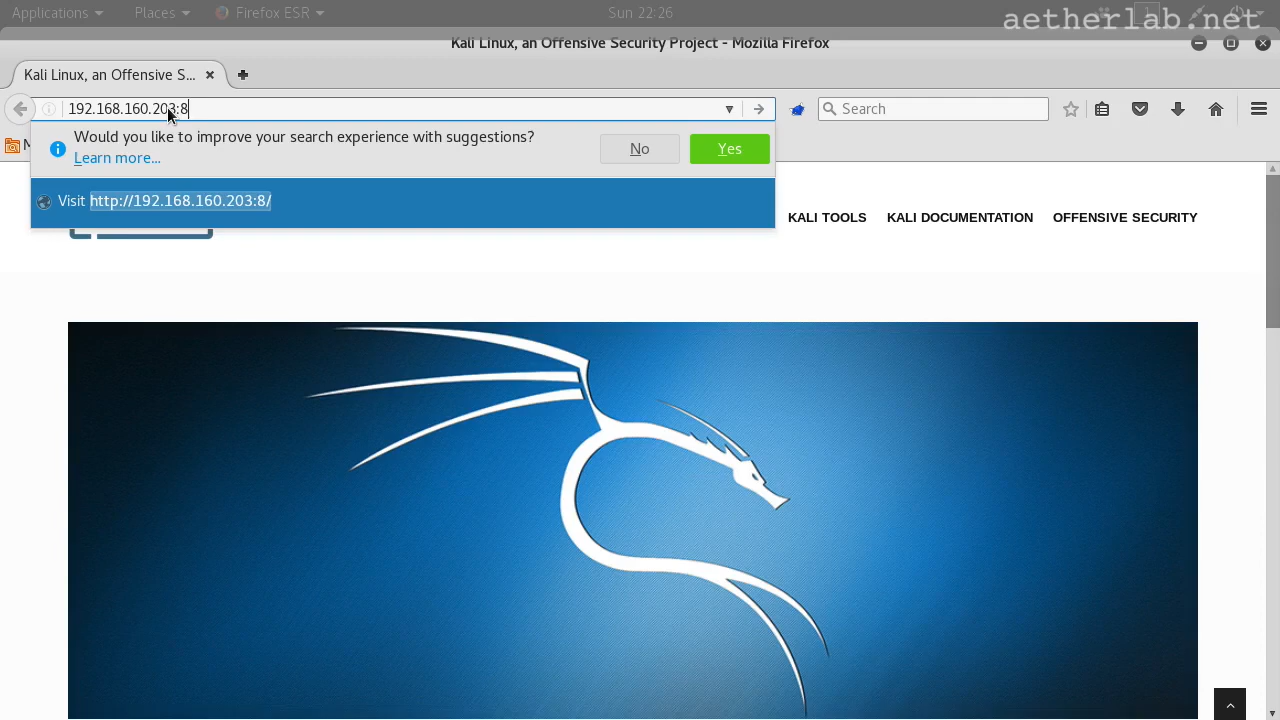 Applications
Places
Firefox ESR
Sun 22:26
1
aetherlab.net
Kali Linux, an Offensive Security Project - Mozilla Firefox
Kali Linux, an Offensive S...
192.168.160.203:8
Search
M
Would you like to improve your search experience with suggestions?
Learn more...
No
Yes
Visit http://192.168.160.203:8/
KALI TOOLS
KALI DOCUMENTATION
OFFENSIVE SECURITY